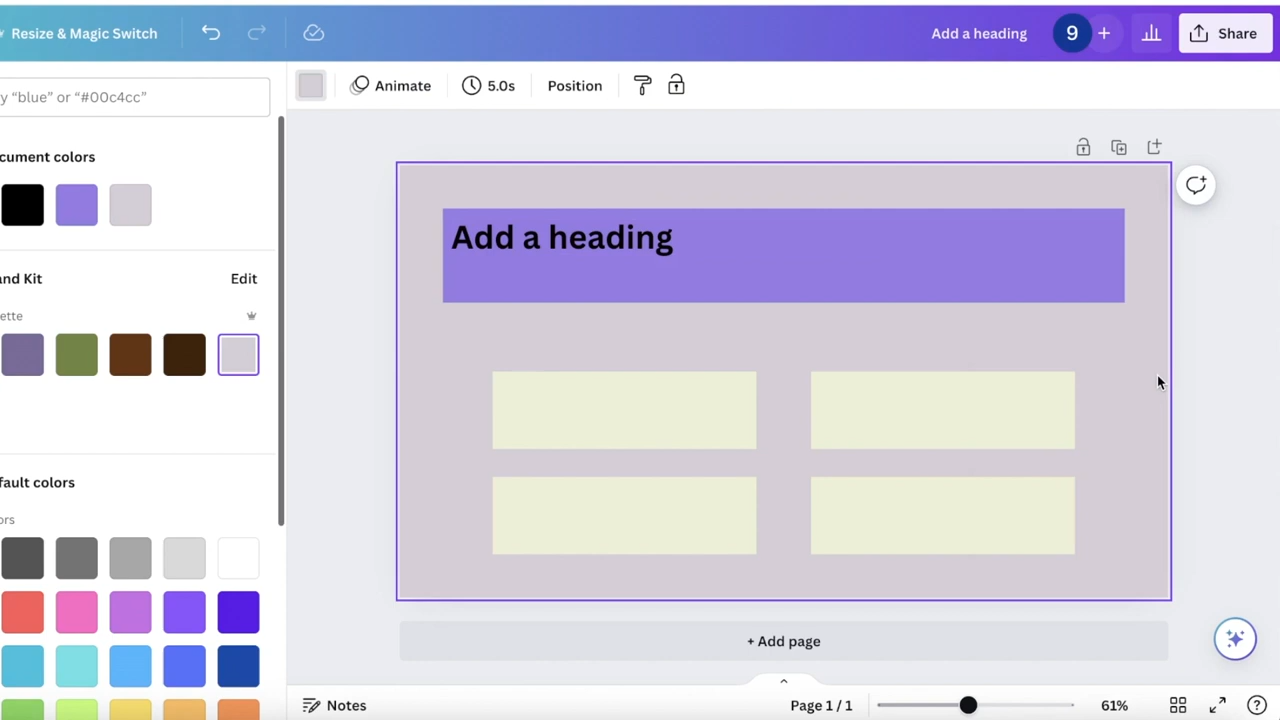 Resize & Magic Switch
Add a heading
9
+
Share
y “blue” or “#00c4cc”
Animate
5.0s
Position
cument colors
Add a heading
and Kit
Edit
ette
fault colors
ors
+ Add page
Notes
Page 1 / 1
61%